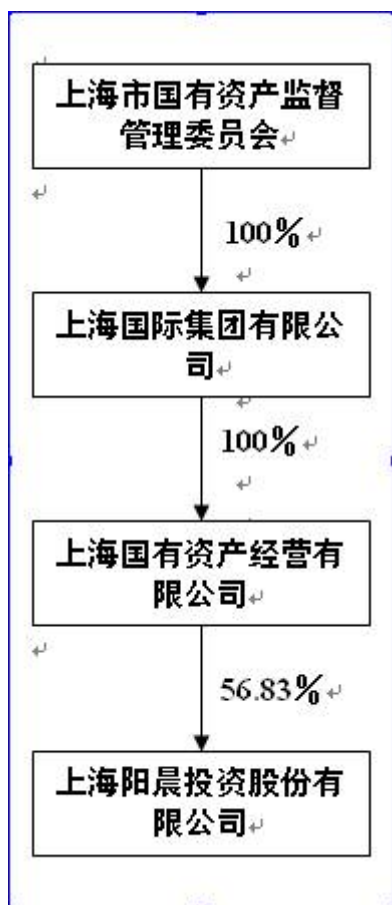 上海市国有资产监督
管理委员会
100%
上海国际集团有限公
司
100%
上海国有资产经营有
限公司
56.83%
上海阳晨投资股份有
限公司